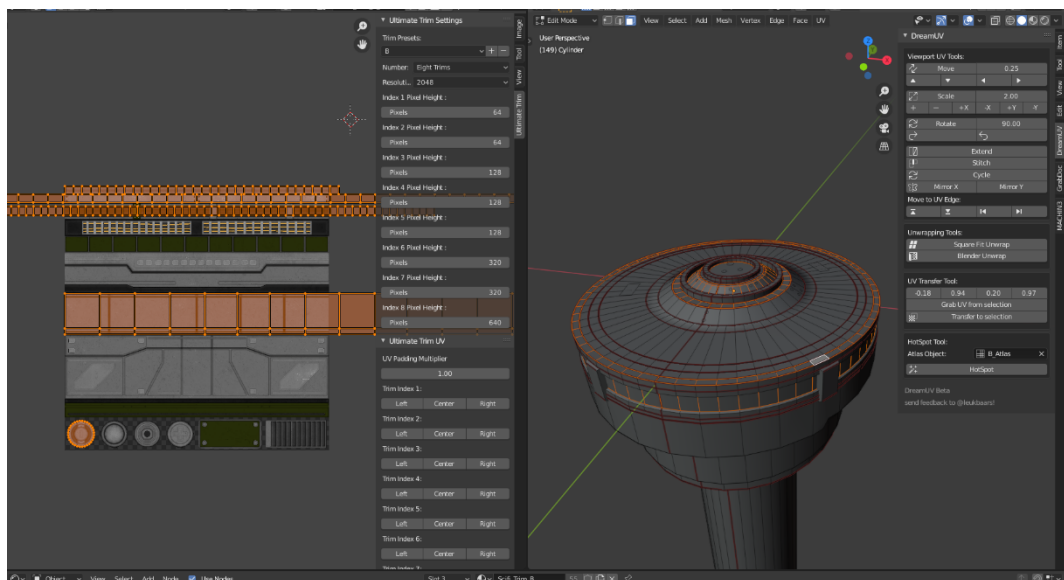 Ultimate Trim Settings
Trim Presets:
B
Number: Eight Trims
Resoluti... 2048
Index 1 Pixel Height :
Pixels 64
Index 2 Pixel Height :
Pixels 64
Index 3 Pixel Height :
Pixels 128
Index 4 Pixel Height :
Pixels 128
Index 5 Pixel Height :
Pixels 128
Index 6 Pixel Height :
Pixels 320
Index 7 Pixel Height :
Pixels 320
Index 8 Pixel Height :
Pixels 640
Ultimate Trim UV
UV Padding Multiplier
1.00
Trim Index 1:
Left Center Right
Trim Index 2:
Left Center Right
Trim Index 3:
Left Center Right
Trim Index 4:
Left Center Right
Trim Index 5:
Left Center Right
Trim Index 6:
Left Center Right
Image
Tool
View
Ultimate Trim
Edit Mode View Select Add Mesh Vertex Edge Face UV
User Perspective
(149) Cylinder
DreamUV
Viewport UV Tools:
Move 0.25
Scale 2.00
+ − +X -X +Y -Y
Rotate 90.00
Extend
Stitch
Cycle
Mirror X Mirror Y
Move to UV Edge:
Unwrapping Tools:
Square Fit Unwrap
Blender Unwrap
UV Transfer Tool:
-0.18 0.94 0.20 0.97
Grab UV from selection
Transfer to selection
HotSpot Tool:
Atlas Object: B_Atlas
HotSpot
DreamUV Beta
send feedback to @leukbaars!
Item
Tool
View
Edit
DreamUV
GrabDoc
MACHIN3
Object View Select Add Node Use Nodes Slot 3 Scifi_Trim_B